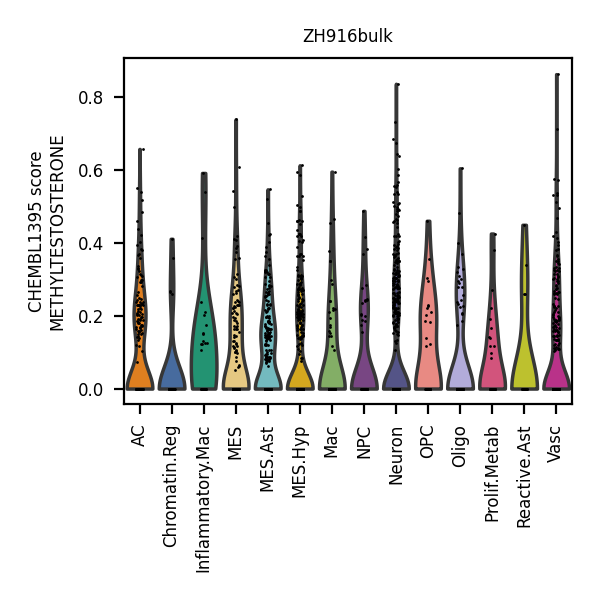 ZH916bulk
CHEMBL1395 score
METHYLTESTOSTERONE
0.8
0.6
0.4
0.2
0.0
AC
Chromatin.Reg
Inflammatory.Mac
MES
MES.Ast
MES.Hyp
Mac
NPC
Neuron
OPC
Oligo
Prolif.Metab
Reactive.Ast
Vasc